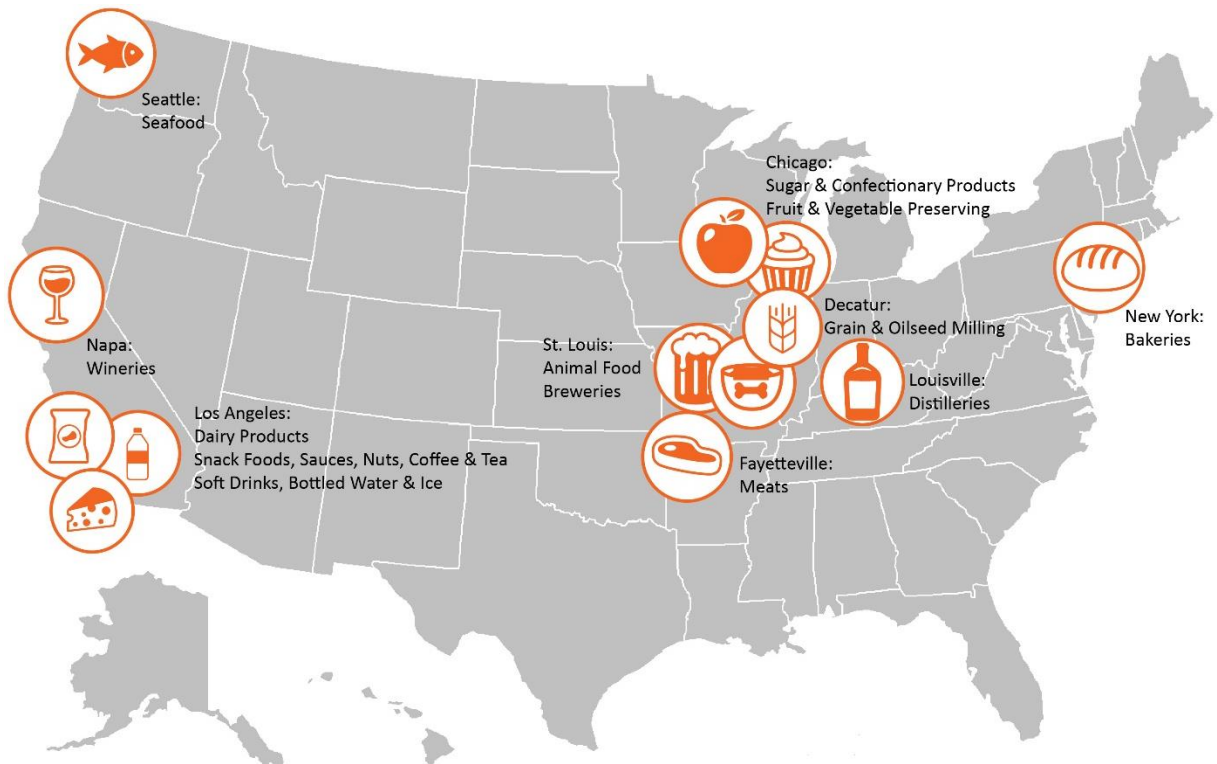 Seattle:
Seafood
Chicago:
Sugar & Confectionary Products
Fruit & Vegetable Preserving
Decatur:
Grain & Oilseed Milling
New York:
Bakeries
Napa:
Wineries
St. Louis:
Animal Food
Breweries
Louisville:
Distilleries
Los Angeles:
Dairy Products
Snack Foods, Sauces, Nuts, Coffee & Tea
Soft Drinks, Bottled Water & Ice
Fayetteville:
Meats